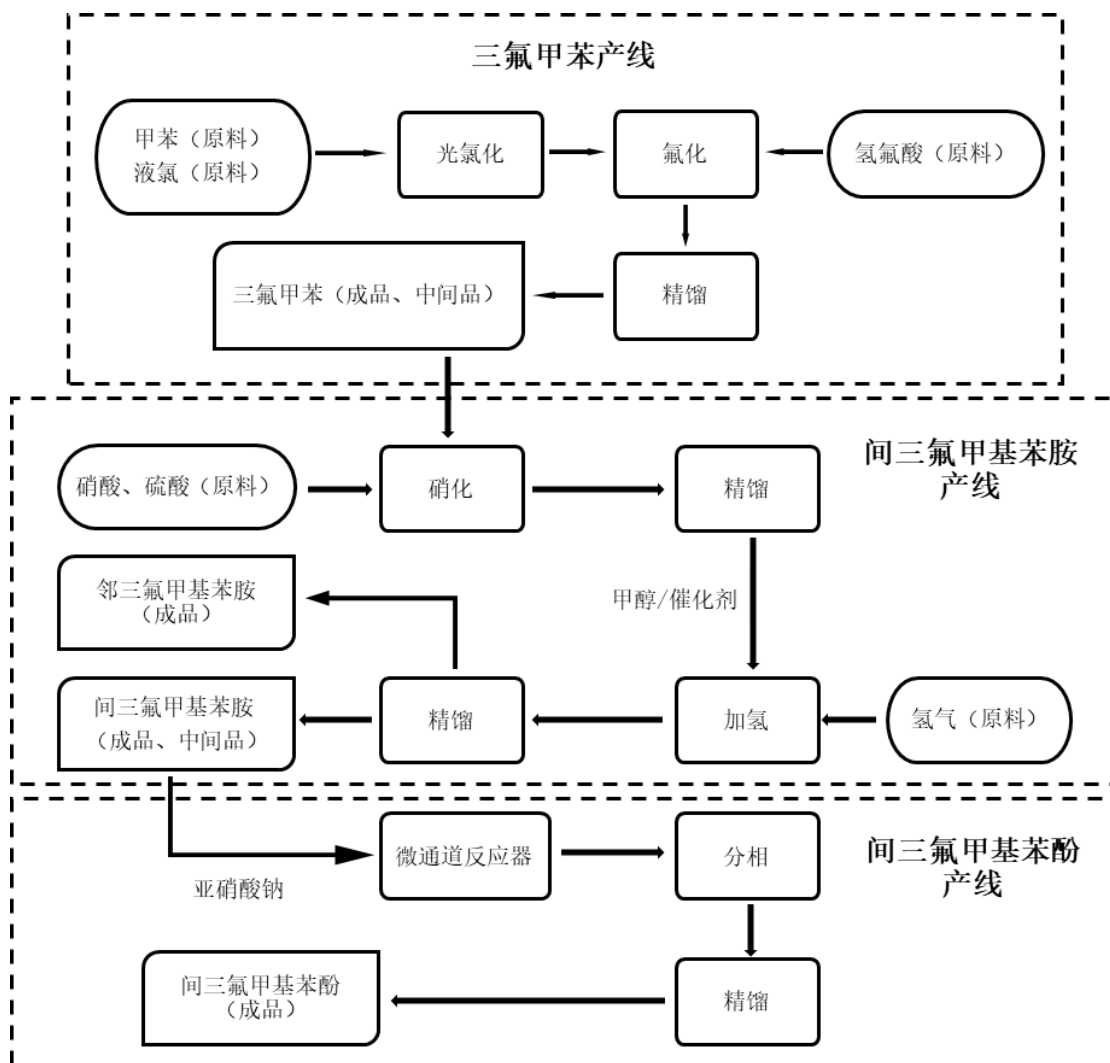 三氟甲苯产线
甲苯（原料）
液氯（原料）
光氯化
氟化
氢氟酸（原料）
三氟甲苯（成品、中间品）
精馏
间三氟甲基苯胺
产线
硝酸、硫酸（原料）
硝化
精馏
邻三氟甲基苯胺
（成品）
甲醇/催化剂
间三氟甲基苯胺
（成品、中间品）
精馏
加氢
氢气（原料）
间三氟甲基苯酚
产线
微通道反应器
分相
亚硝酸钠
间三氟甲基苯酚
（成品）
精馏